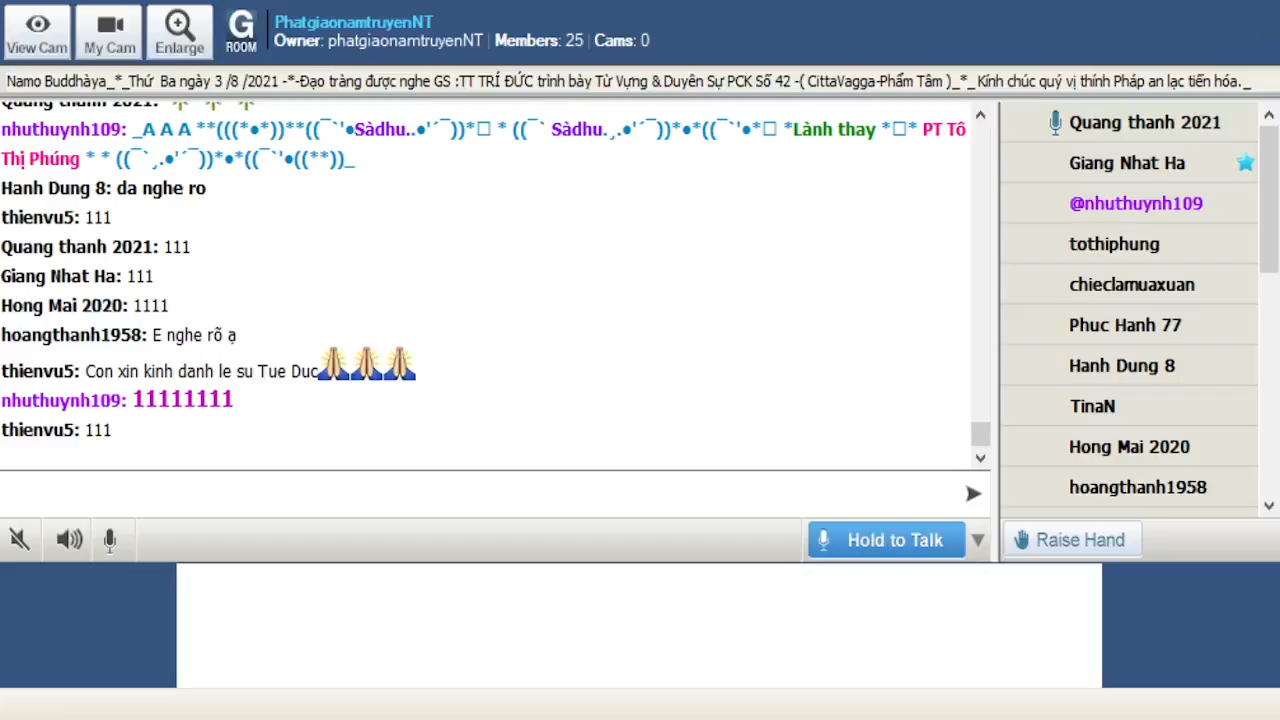 View Cam
My Cam
Enlarge
G
ROOM
PhatgiaonamtruyenNT
Owner: phatgiaonamtruyenNT | Members: 25 | Cams: 0
Namo Buddhàya_*_Thứ Ba ngày 3 /8 /2021 -*-Đạo tràng được nghe GS :TT TRÍ ĐỨC trình bày Từ Vựng & Duyên Sự PCK Số 42 -( CittaVagga-Phẩm Tâm )_*_Kính chúc quý vị thính Pháp an lạc tiến hóa._
Quang thanh 2021:
nhuthuynh109: _A A A **(((*•*))**((¯`'•Sàdhu..•'´¯))*□ * ((¯` Sàdhu.¸.•'´¯))*•*((¯`'•*□ *Lành thay *□* PT Tô
Thị Phúng * * ((¯`¸.•'´¯))*•*((¯`'•((**))_
Hanh Dung 8: da nghe ro
thienvu5: 111
Quang thanh 2021: 111
Giang Nhat Ha: 111
Hong Mai 2020: 1111
hoangthanh1958: E nghe rõ ạ
thienvu5: Con xin kinh danh le su Tue Duc🙏🙏🙏
nhuthuynh109: 11111111
thienvu5: 111
Hold to Talk
Quang thanh 2021
Giang Nhat Ha
@nhuthuynh109
tothiphung
chieclamuaxuan
Phuc Hanh 77
Hanh Dung 8
TinaN
Hong Mai 2020
hoangthanh1958
Raise Hand